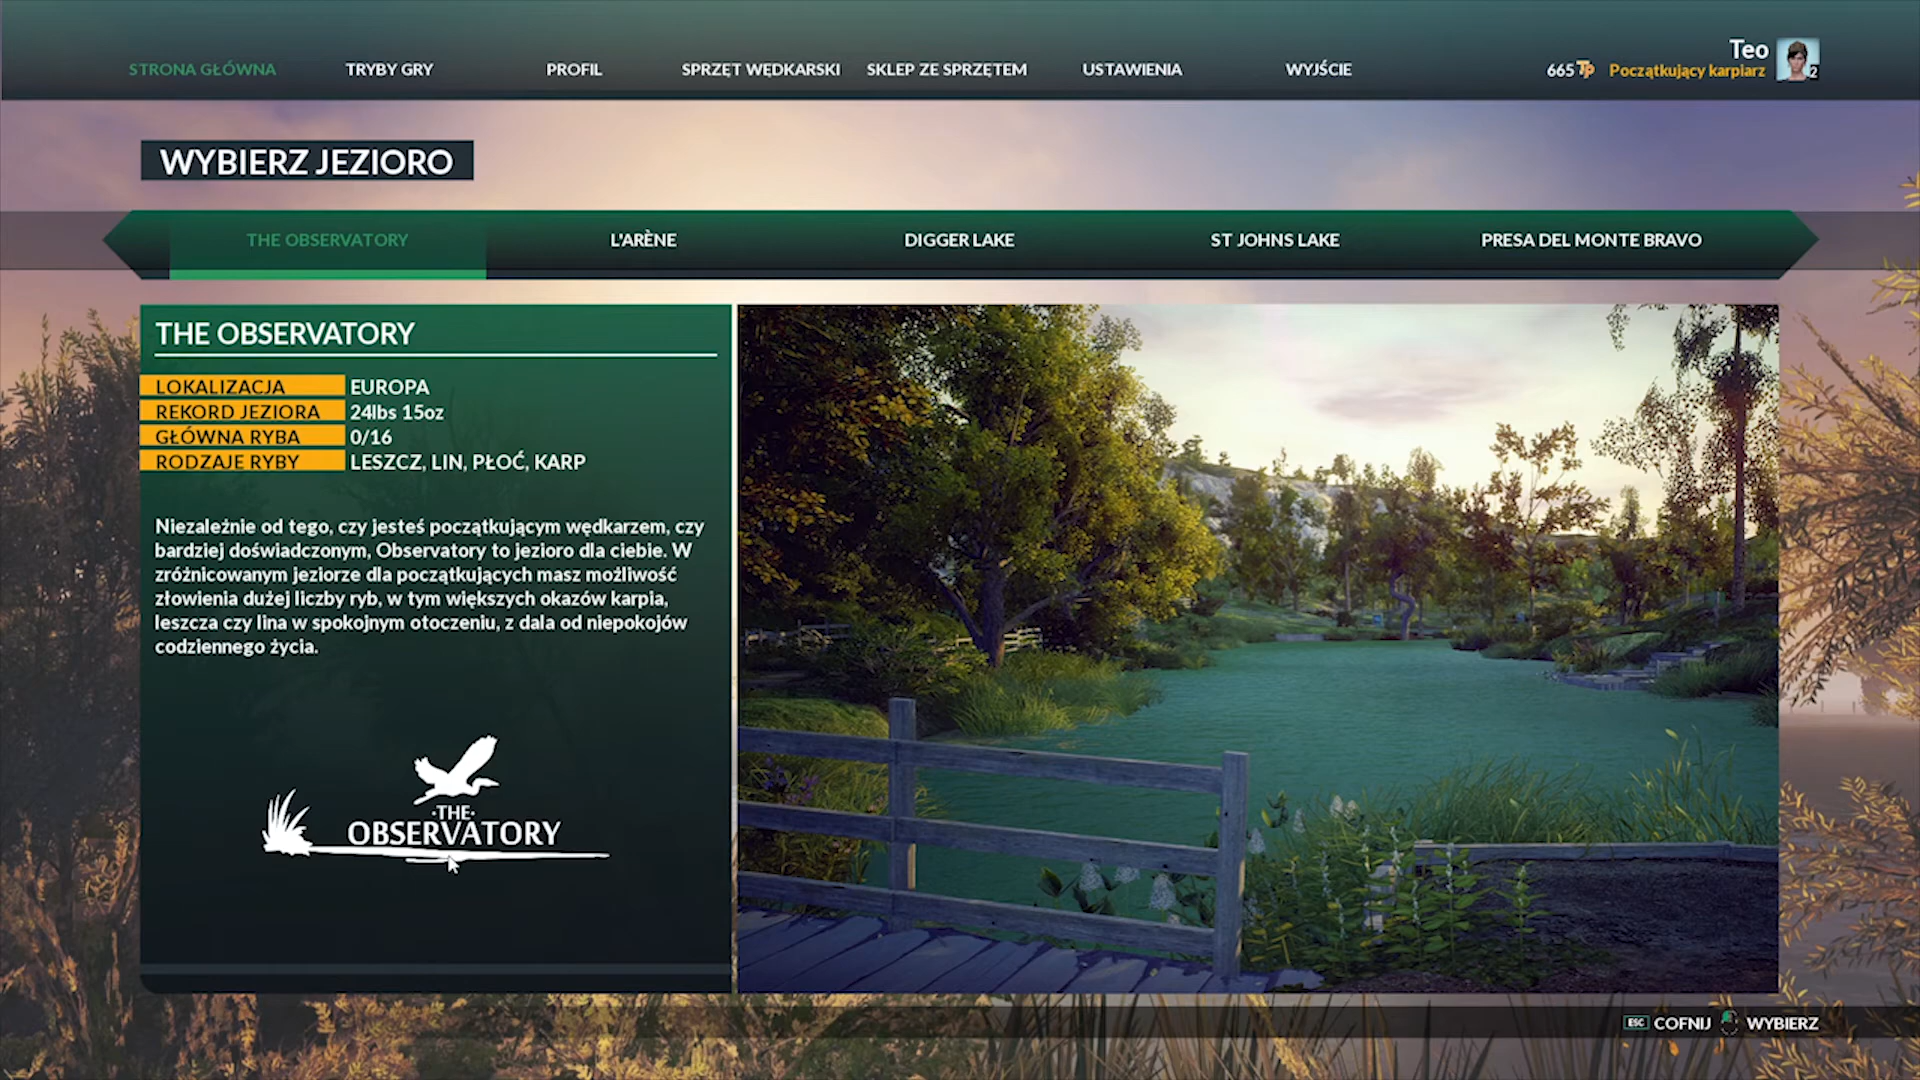 STRONA GŁÓWNA TRYBY GRY PROFIL SPRZĘT WĘDKARSKI SKLEP ZE SPRZĘTEM USTAWIENIA WYJŚCIE
Teo
665 Tp Początkujący karpiarz 2
WYBIERZ JEZIORO
THE OBSERVATORY L'ARÈNE DIGGER LAKE ST JOHNS LAKE PRESA DEL MONTE BRAVO
THE OBSERVATORY
LOKALIZACJA EUROPA
REKORD JEZIORA 24lbs 15oz
GŁÓWNA RYBA 0/16
RODZAJE RYBY LESZCZ, LIN, PŁOĆ, KARP
Niezależnie od tego, czy jesteś początkującym wędkarzem, czy
bardziej doświadczonym, Observatory to jezioro dla ciebie. W
zróżnicowanym jeziorze dla początkujących masz możliwość
złowienia dużej liczby ryb, w tym większych okazów karpia,
leszcza czy lina w spokojnym otoczeniu, z dala od niepokojów
codziennego życia.
·THE·
OBSERVATORY
ESC COFNIJ WYBIERZ